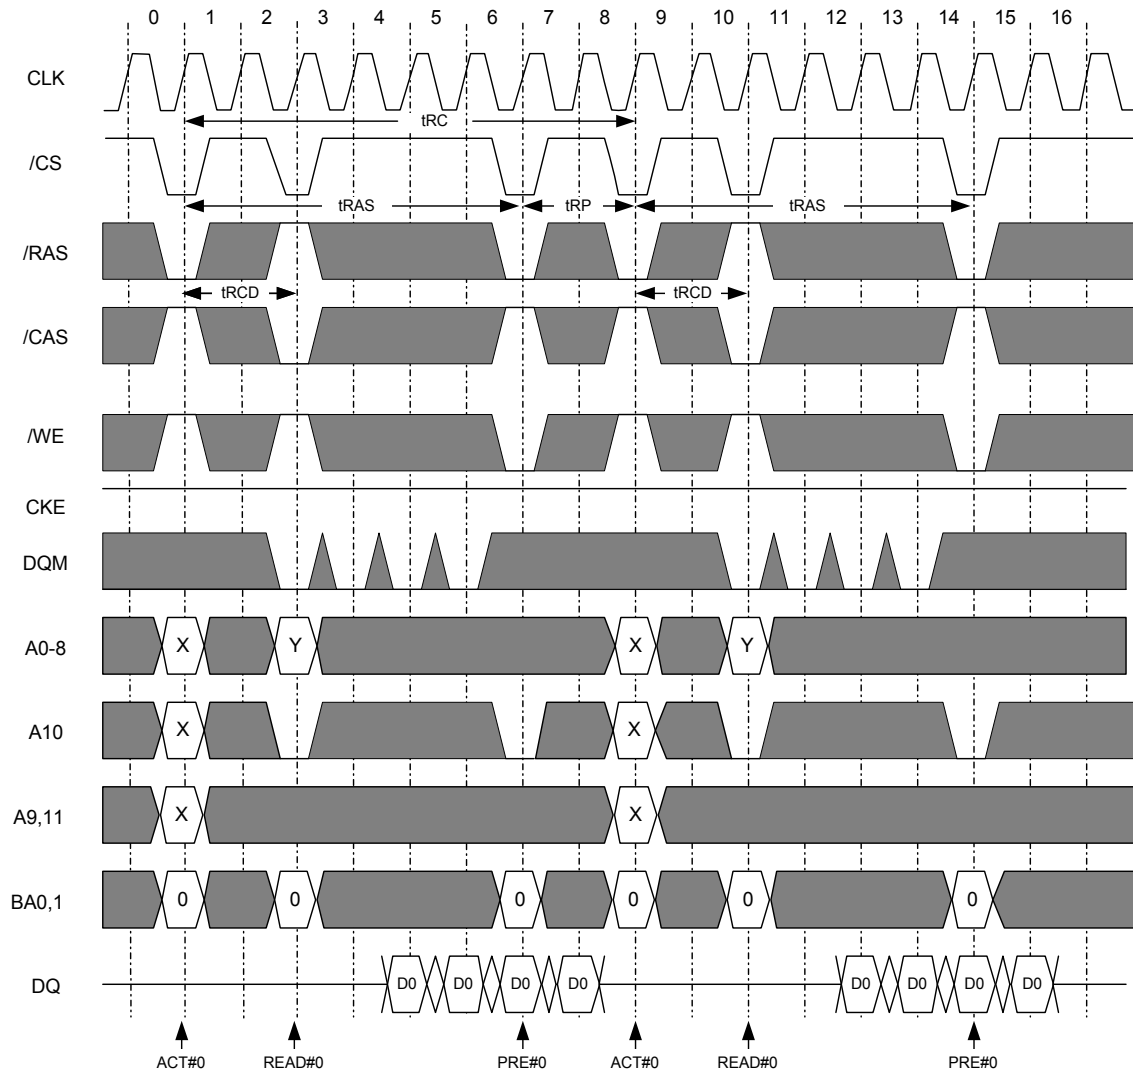 0 1 2 3 4 5 6 7 8 9 10 11 12 13 14 15 16
CLK
tRC
/CS
tRAS tRP tRAS
/RAS
tRCD tRCD
/CAS
/WE
CKE
DQM
A0-8 X Y X Y
A10 X X
A9,11 X X
BA0,1 0 0 0 0 0 0
DQ D0 D0 D0 D0 D0 D0 D0 D0
ACT#0 READ#0 PRE#0 ACT#0 READ#0 PRE#0